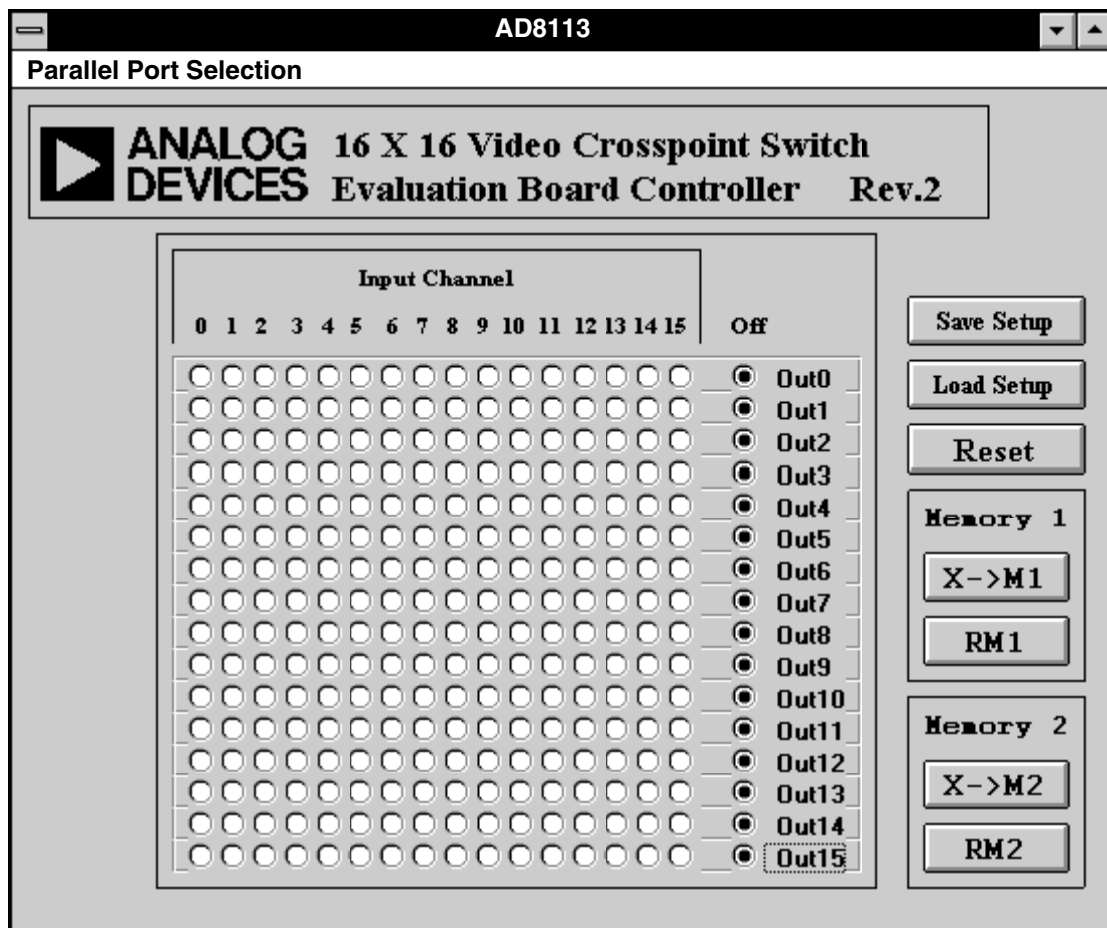 AD8113
Parallel Port Selection
ANALOG DEVICES
16 X 16 Video Crosspoint Switch
Evaluation Board Controller Rev.2
Input Channel
0 1 2 3 4 5 6 7 8 9 10 11 12 13 14 15 Off
Out0
Out1
Out2
Out3
Out4
Out5
Out6
Out7
Out8
Out9
Out10
Out11
Out12
Out13
Out14
Out15
Save Setup
Load Setup
Reset
Memory 1
X->M1
RM1
Memory 2
X->M2
RM2